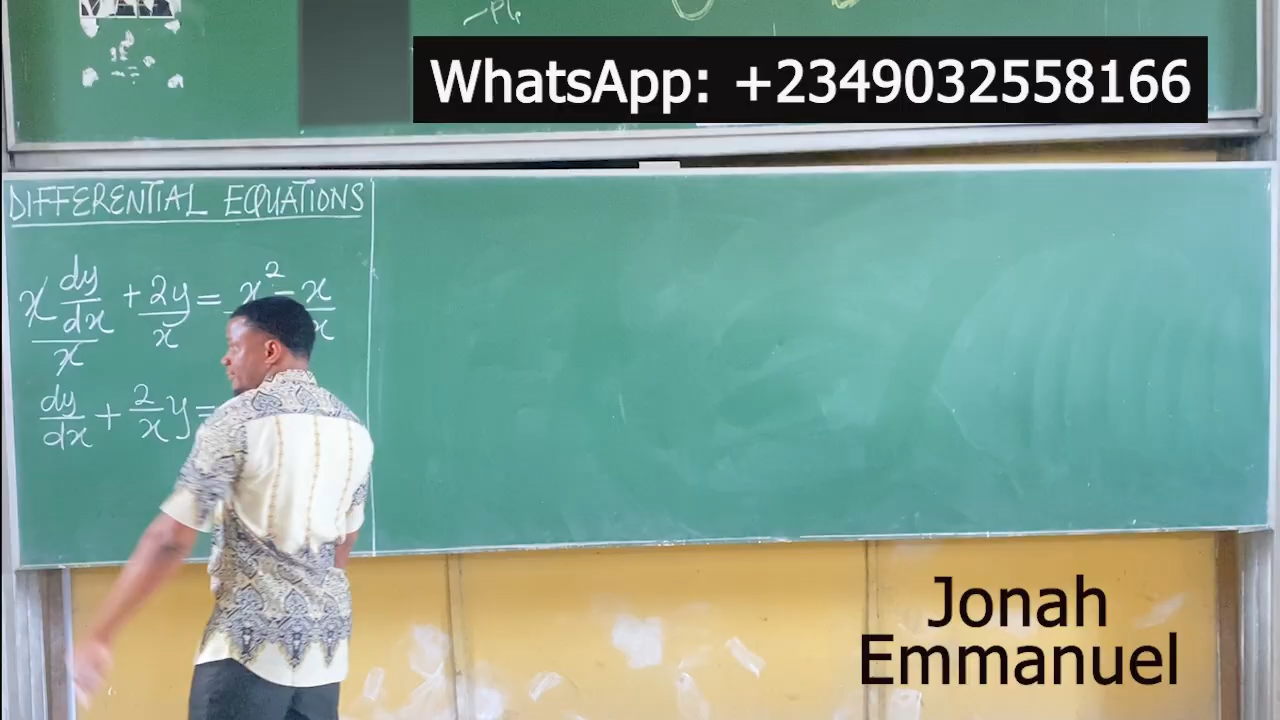 WhatsApp: +2349032558166
DIFFERENTIAL EQUATIONS
x dy/dx / x + 2y/x = x² - x / x
dy/dx + 2/x y =
Jonah
Emmanuel